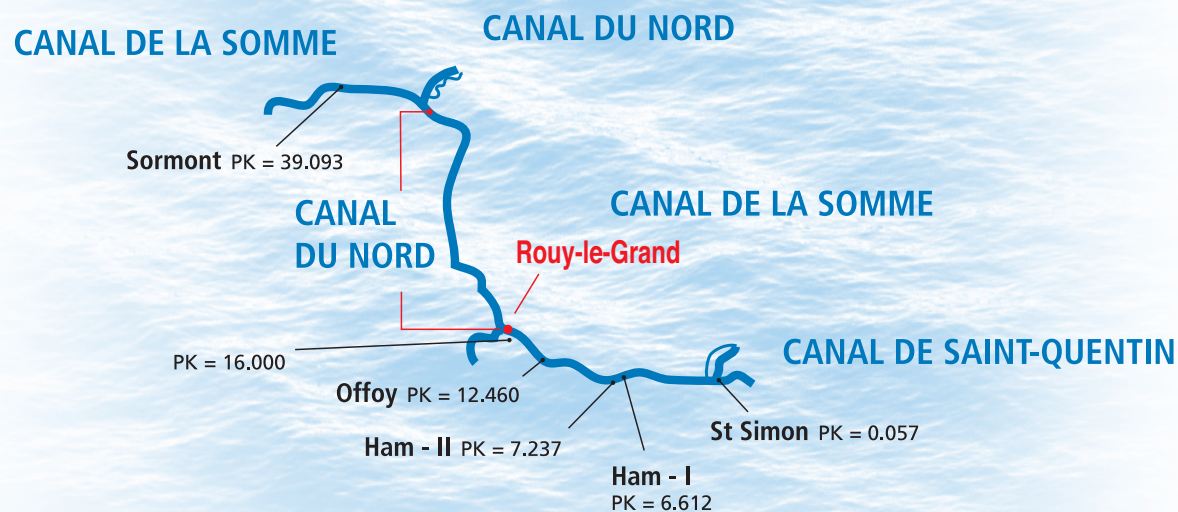 CANAL DE LA SOMME
CANAL DU NORD
Sormont PK = 39.093
CANAL
DU NORD
CANAL DE LA SOMME
Rouy-le-Grand
PK = 16.000
CANAL DE SAINT-QUENTIN
Offoy PK = 12.460
Ham - II PK = 7.237
St Simon PK = 0.057
Ham - I
PK = 6.612